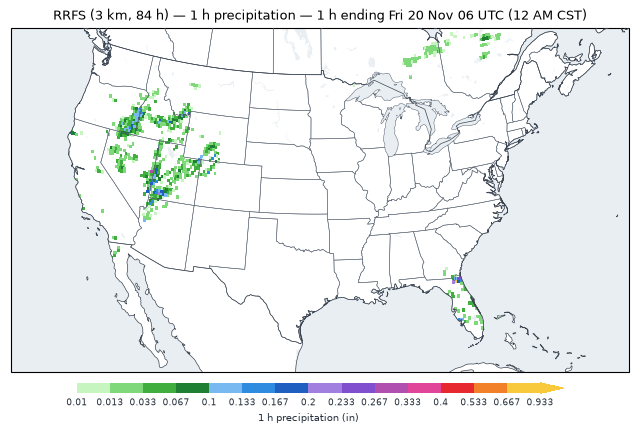 RRFS (3 km, 84 h) — 1 h precipitation — 1 h ending Fri 20 Nov 06 UTC (12 AM CST)
0.01 0.013 0.033 0.067 0.1 0.133 0.167 0.2 0.233 0.267 0.333 0.4 0.533 0.667 0.933
1 h precipitation (in)